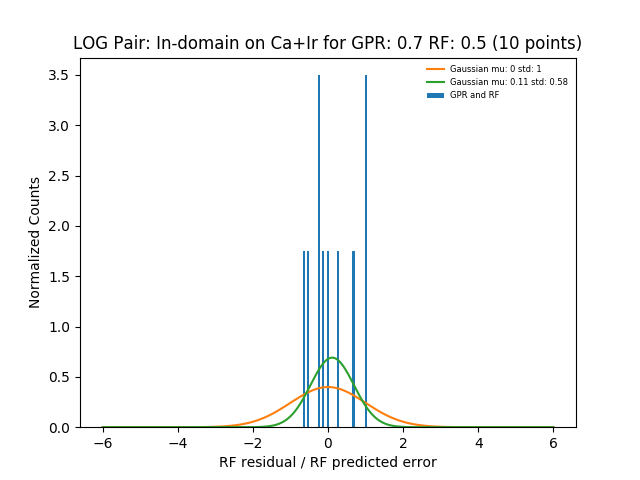 LOG Pair: In-domain on Ca+Ir for GPR: 0.7 RF: 0.5 (10 points)
Gaussian mu: 0 std: 1
Gaussian mu: 0.11 std: 0.58
GPR and RF
Normalized Counts
3.5
3.0
2.5
2.0
1.5
1.0
0.5
0.0
−6
−4
−2
0
2
4
6
RF residual / RF predicted error